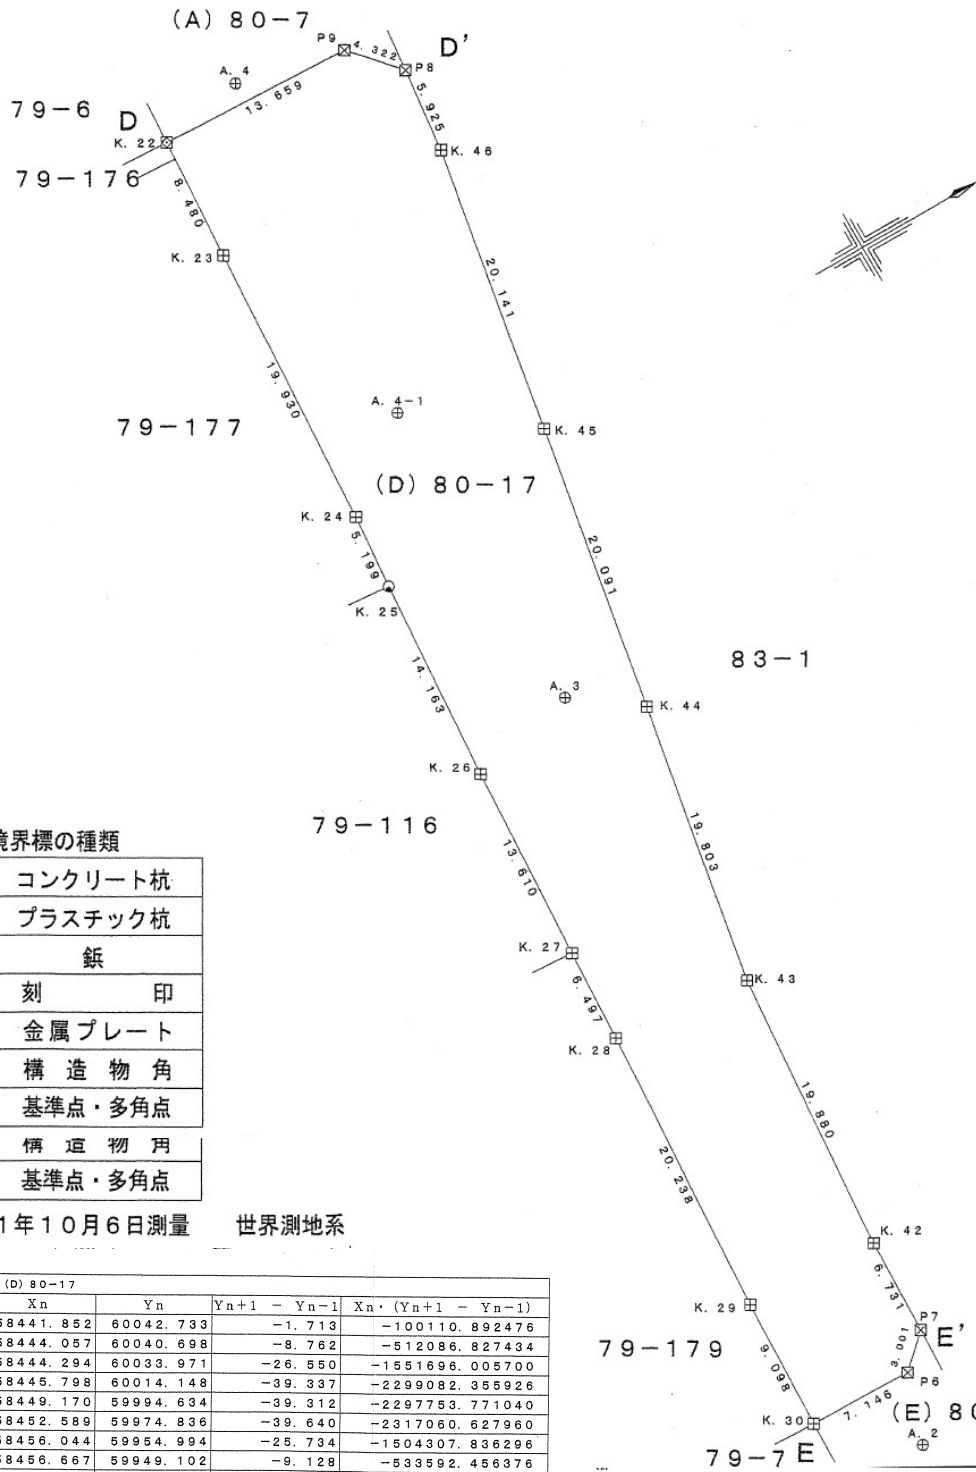 (A) 80-7
P9
4.322
D'
P8
A. 4
13.659
79-6
D
K. 22
5.925
K. 46
79-176
8.480
K. 23
20.141
19.930
A. 4-1
79-177
K. 45
(D) 80-17
K. 24
5.199
20.091
K. 25
14.163
83-1
A. 3
K. 44
K. 26
79-116
19.803
13.610
境界標の種類
コンクリート杭
プラスチック杭
鋲
刻 印
金属プレート
構 造 物 角
基準点・多角点
構 造 物 角
基準点・多角点
K. 27
K. 43
6.497
K. 28
19.880
20.238
1年10月6日測量 世界測地系
K. 42
6.731
K. 29
P7
E'
3.001
79-179
9.098
P6
7.146
(E) 80
K. 30
A. 2
79-7
E
(D) 80-17
Xn Yn Yn+1 - Yn-1 Xn・(Yn+1 - Yn-1)
58441.852 60042.733 -1.713 -100110.892476
58444.057 60040.698 -8.762 -512086.827434
58444.294 60033.971 -26.550 -1551696.005700
58445.798 60014.148 -39.337 -2299082.355926
58449.170 59994.634 -39.312 -2297753.771040
58452.589 59974.836 -39.640 -2317060.627960
58456.044 59954.994 -25.734 -1504307.836296
58456.667 59949.102 -9.128 -533592.456376